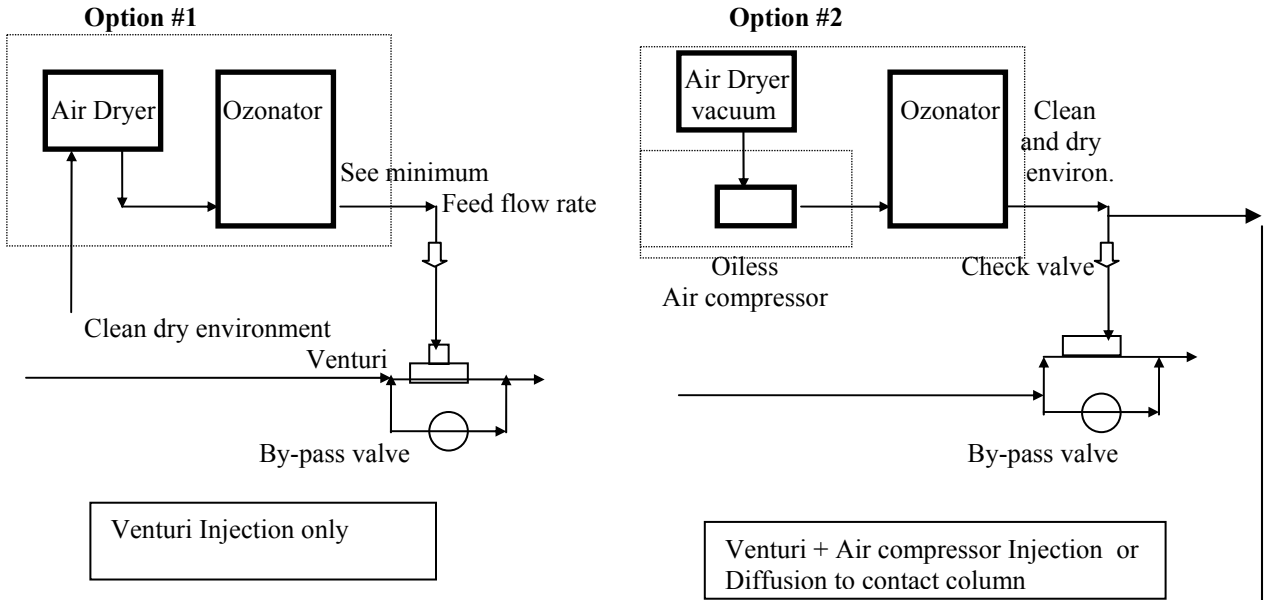 Option #1
Air Dryer
Ozonator
See minimum
Feed flow rate
Clean dry environment
Venturi
By-pass valve
Venturi Injection only
Option #2
Air Dryer
vacuum
Ozonator
Clean
and dry
environ.
Oiless
Air compressor
Check valve
By-pass valve
Venturi + Air compressor Injection or
Diffusion to contact column